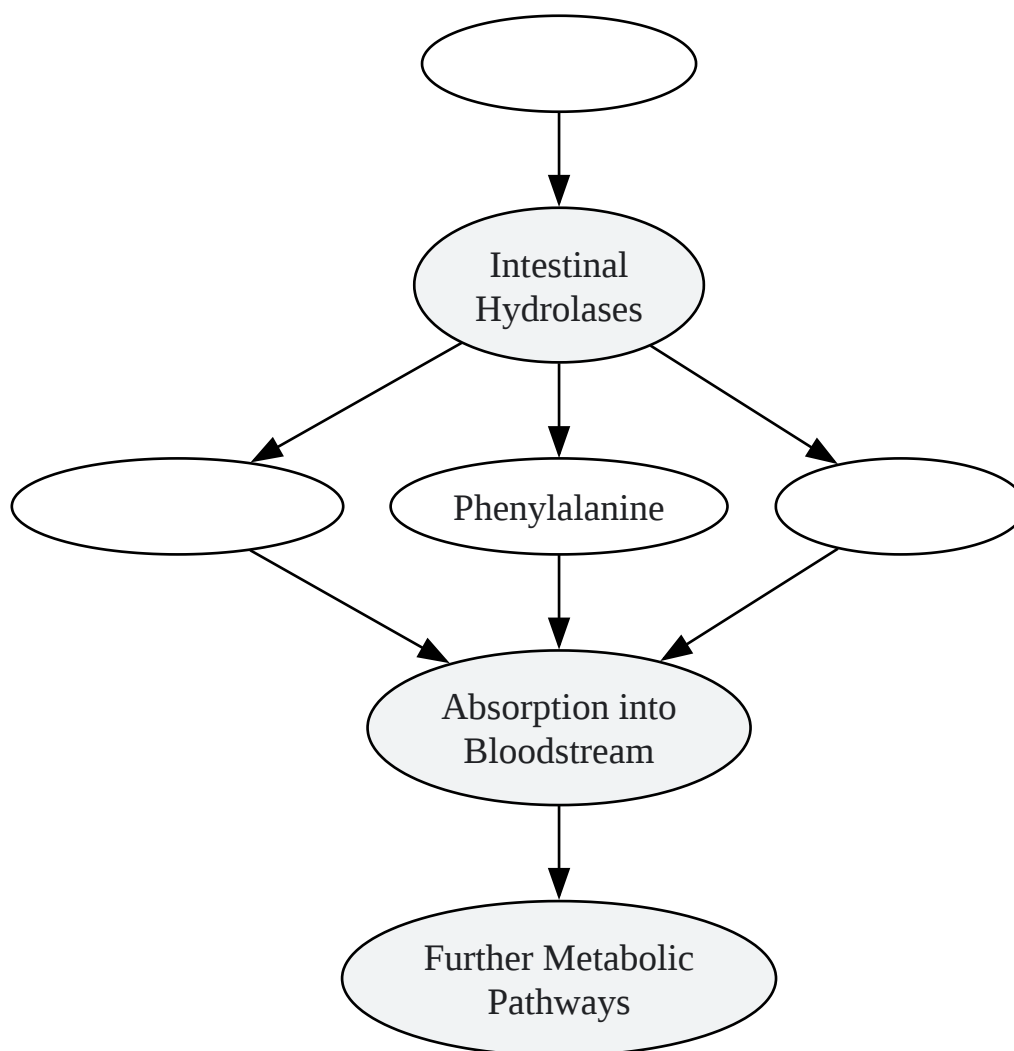 Intestinal
Hydrolases
Phenylalanine
Absorption into
Bloodstream
Further Metabolic
Pathways